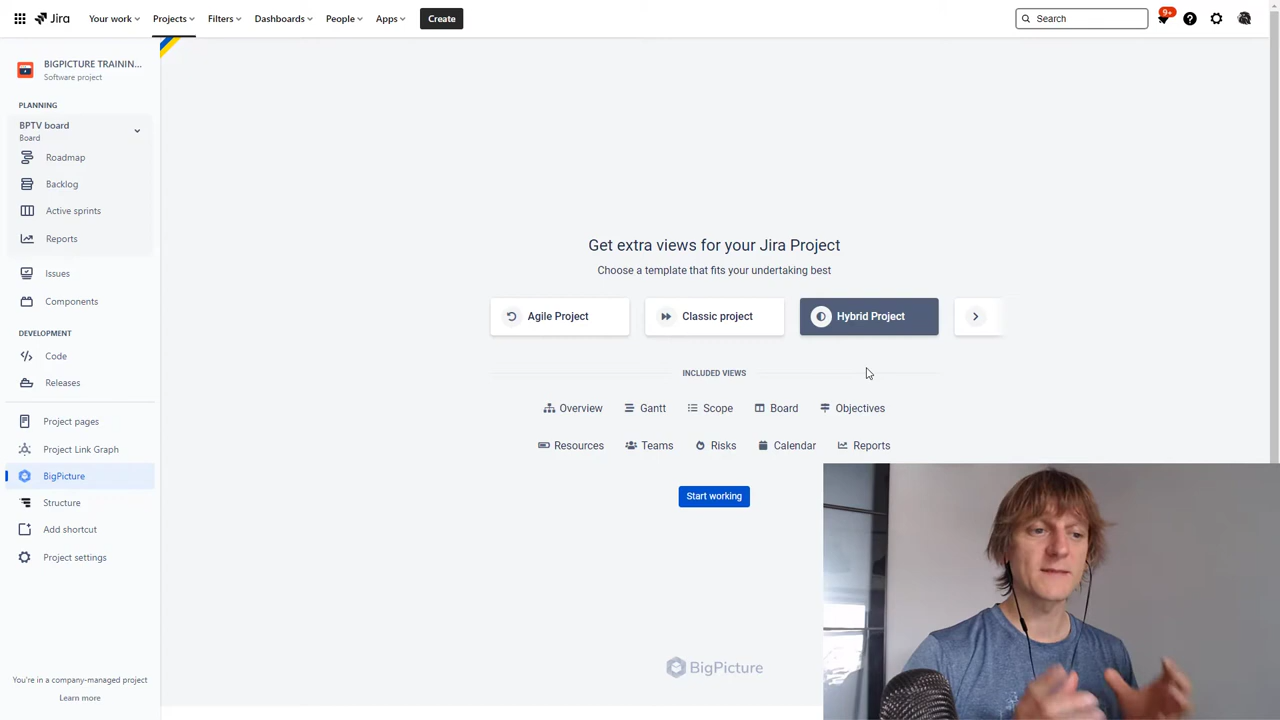 Jira
Your work
Projects
Filters
Dashboards
People
Apps
Create
Search
9+
BIGPICTURE TRAININ...
Software project
PLANNING
BPTV board
Board
Roadmap
Backlog
Active sprints
Reports
Issues
Components
DEVELOPMENT
Code
Releases
Project pages
Project Link Graph
BigPicture
Structure
Add shortcut
Project settings
You're in a company-managed project
Learn more
Get extra views for your Jira Project
Choose a template that fits your undertaking best
Agile Project
Classic project
Hybrid Project
INCLUDED VIEWS
Overview
Gantt
Scope
Board
Objectives
Resources
Teams
Risks
Calendar
Reports
Start working
BigPicture